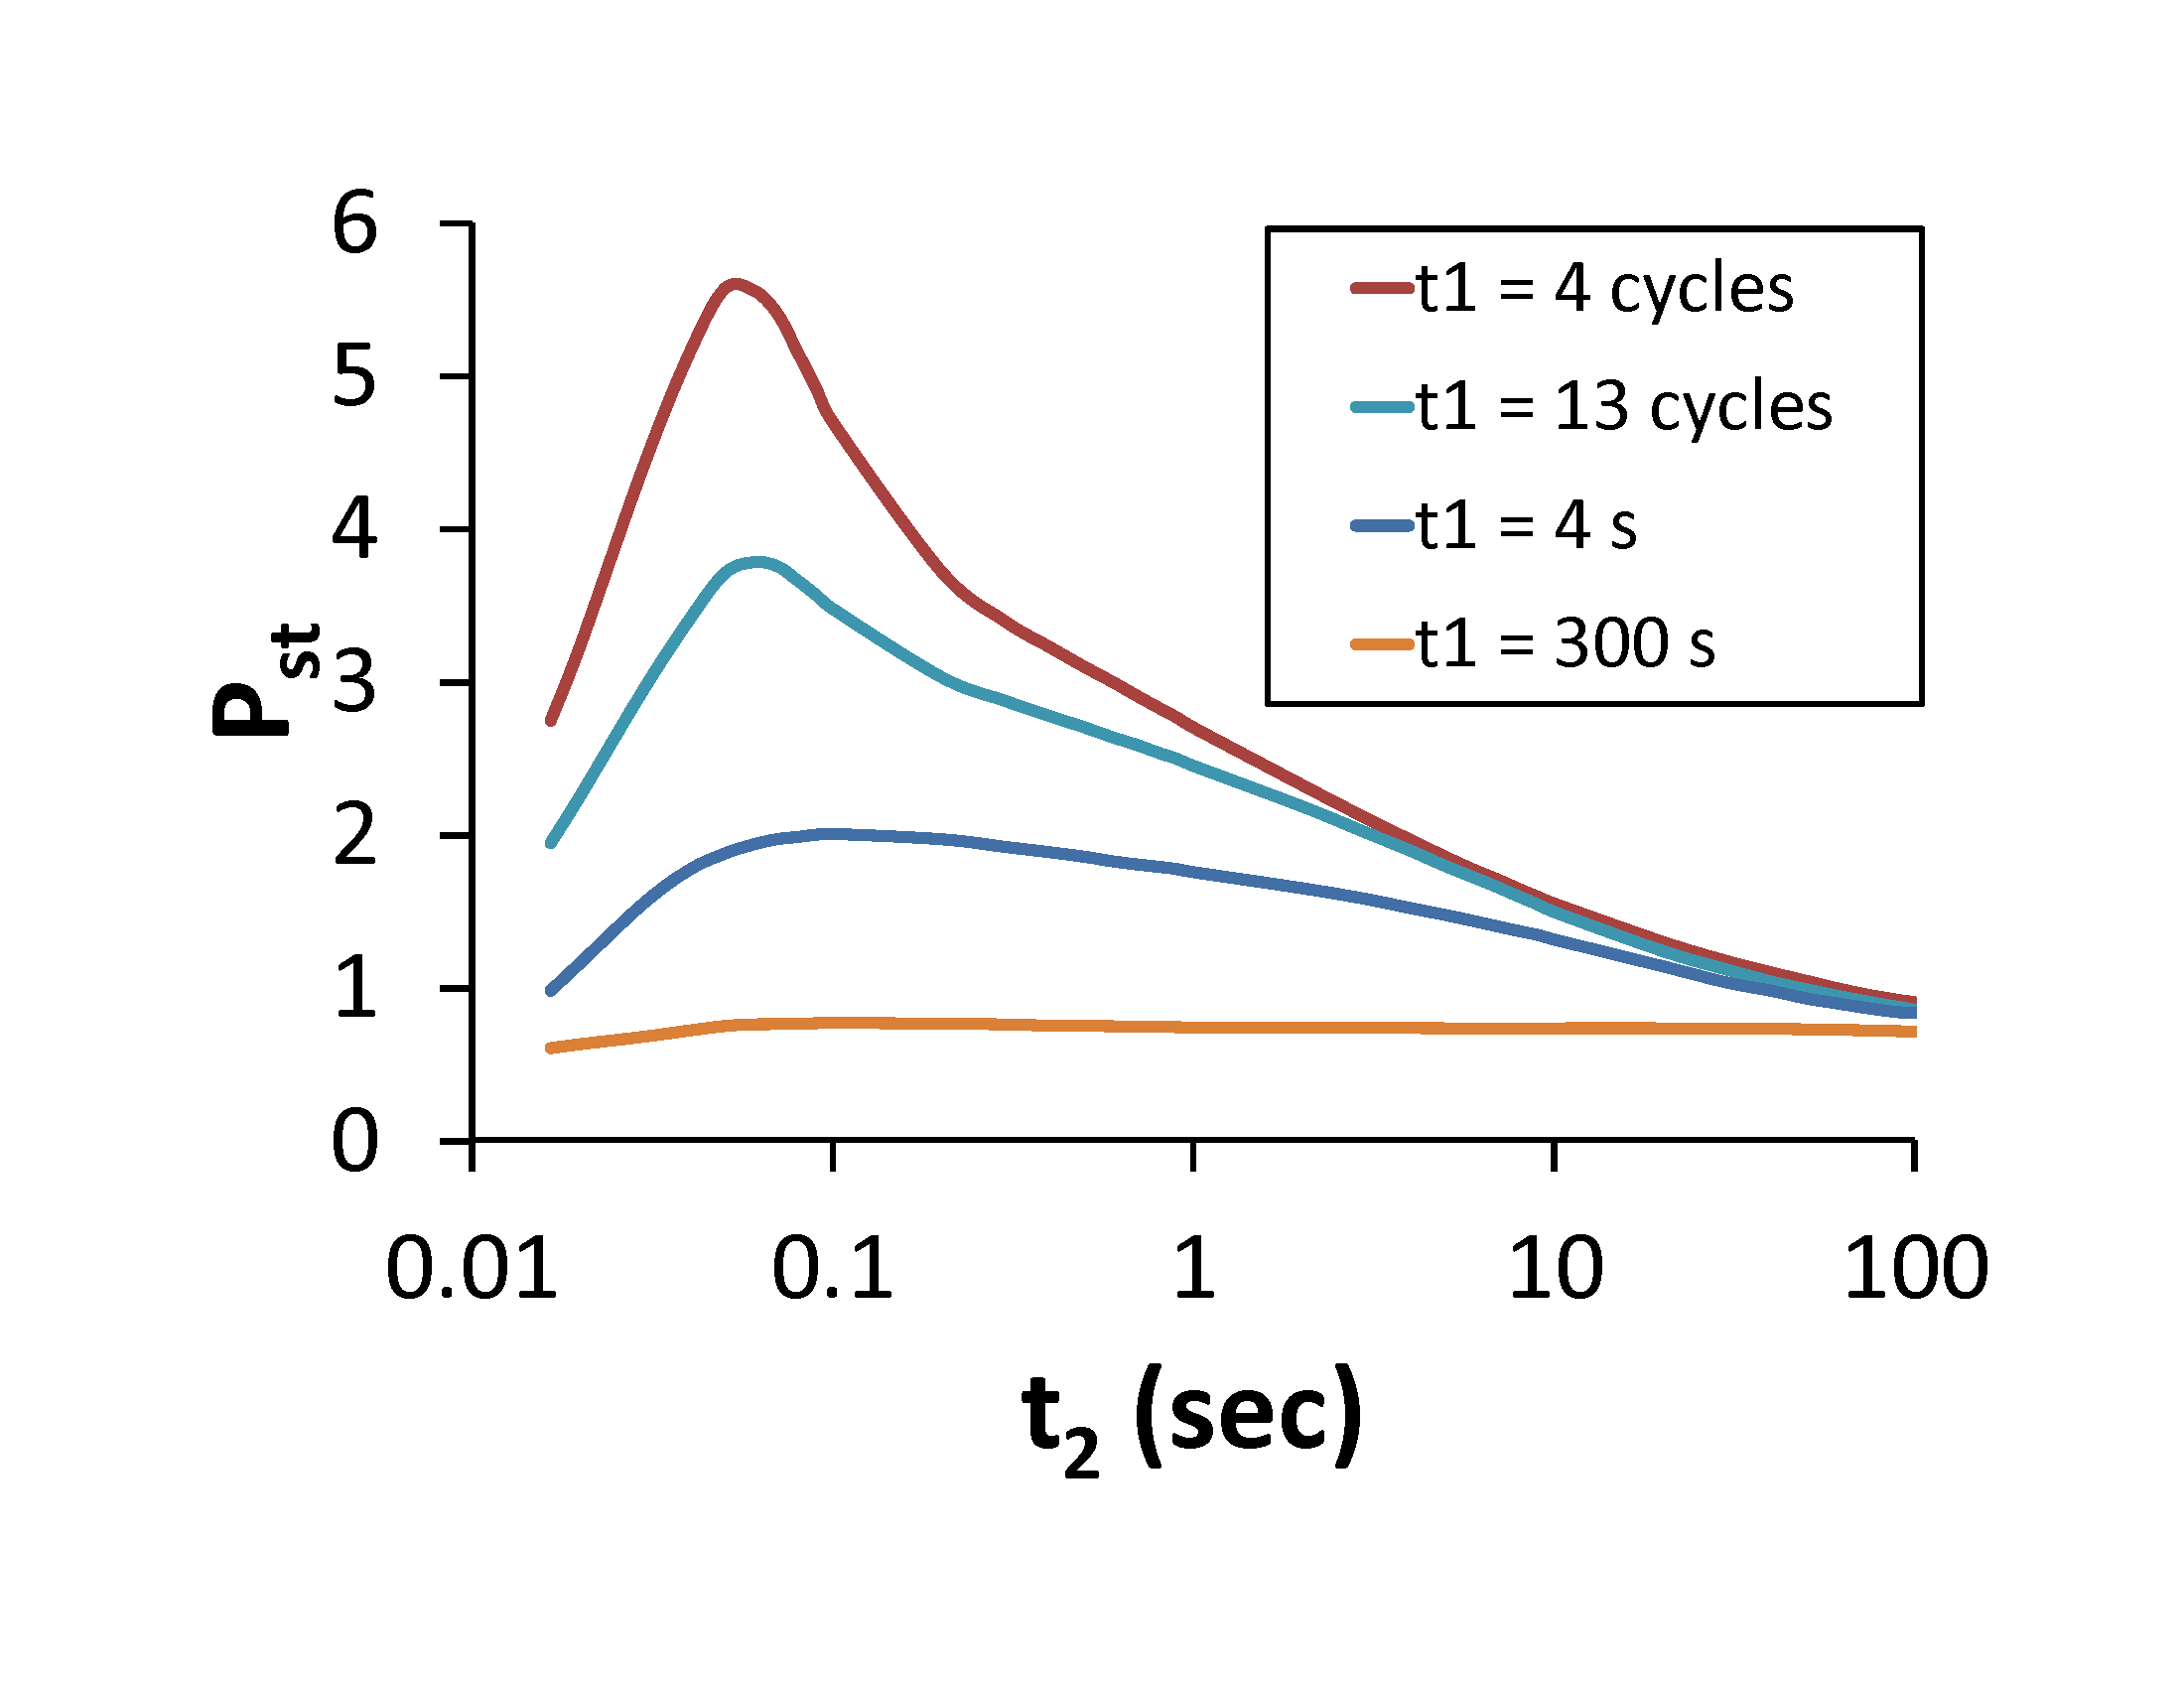 6
5
4
3
2
1
0
P st
0.01 0.1 1 10 100
t2 (sec)
t1 = 4 cycles
t1 = 13 cycles
t1 = 4 s
t1 = 300 s